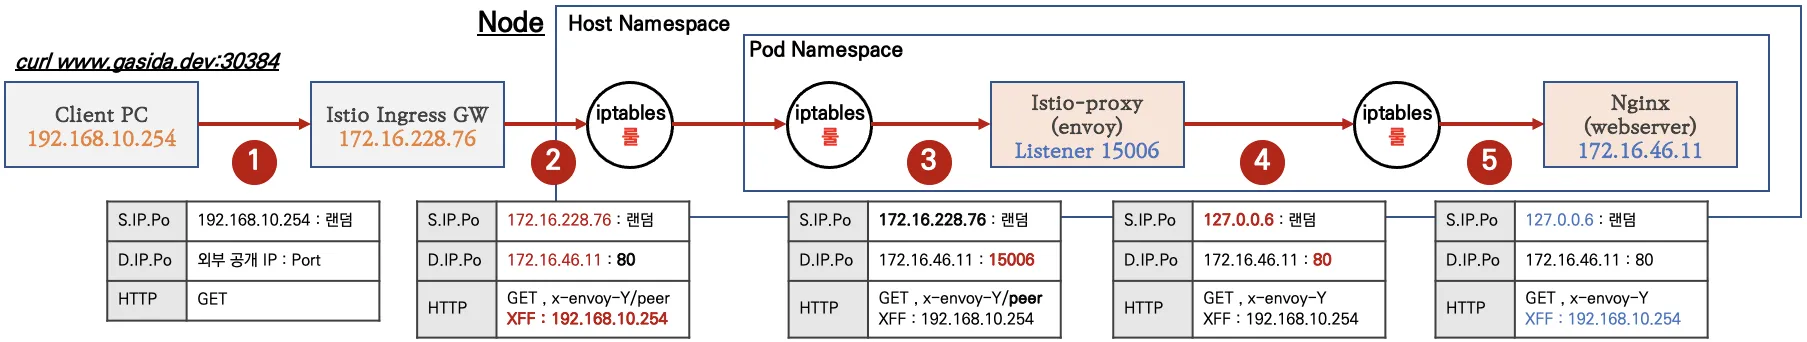 Node
Host Namespace
Pod Namespace
curl www.gasida.dev:30384
Client PC
192.168.10.254
Istio Ingress GW
172.16.228.76
iptables
룰
iptables
룰
Istio-proxy
(envoy)
Listener 15006
iptables
룰
Nginx
(webserver)
172.16.46.11
1
2
3
4
5
S.IP.Po 192.168.10.254 : 랜덤
D.IP.Po 외부 공개 IP : Port
HTTP GET
S.IP.Po 172.16.228.76 : 랜덤
D.IP.Po 172.16.46.11 : 80
HTTP GET , x-envoy-Y/peer
XFF : 192.168.10.254
S.IP.Po 172.16.228.76 : 랜덤
D.IP.Po 172.16.46.11 : 15006
HTTP GET , x-envoy-Y/peer
XFF : 192.168.10.254
S.IP.Po 127.0.0.6 : 랜덤
D.IP.Po 172.16.46.11 : 80
HTTP GET , x-envoy-Y
XFF : 192.168.10.254
S.IP.Po 127.0.0.6 : 랜덤
D.IP.Po 172.16.46.11 : 80
HTTP GET , x-envoy-Y
XFF : 192.168.10.254